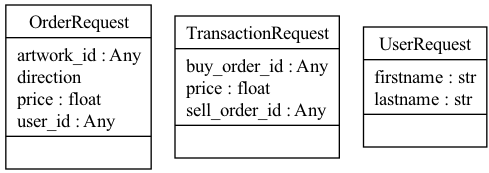 OrderRequest
artwork_id : Any
direction
price : float
user_id : Any
TransactionRequest
buy_order_id : Any
price : float
sell_order_id : Any
UserRequest
firstname : str
lastname : str